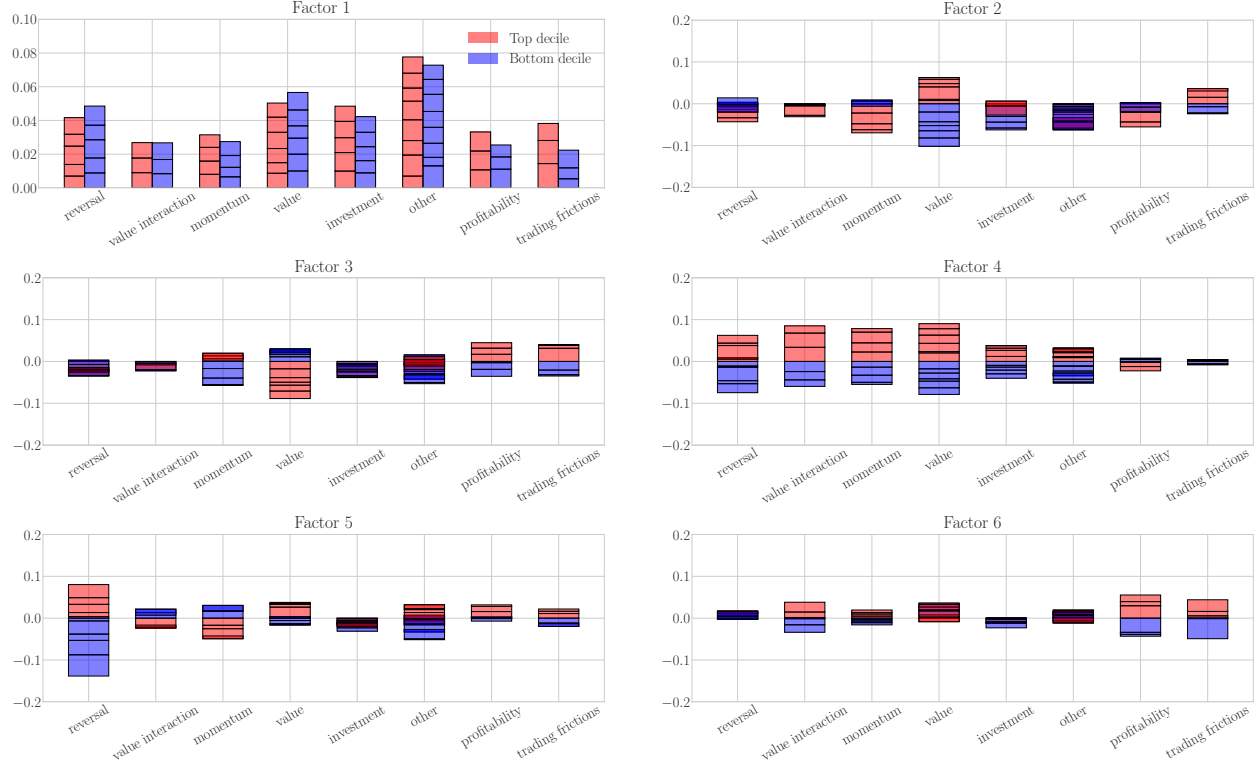 Factor 1
0.10
0.08
0.06
0.04
0.02
0.00
Top decile
Bottom decile
reversal
value interaction
momentum
value
investment
other
profitability
trading frictions
Factor 2
0.2
0.1
0.0
−0.1
−0.2
reversal
value interaction
momentum
value
investment
other
profitability
trading frictions
Factor 3
0.2
0.1
0.0
−0.1
−0.2
reversal
value interaction
momentum
value
investment
other
profitability
trading frictions
Factor 4
0.2
0.1
0.0
−0.1
−0.2
reversal
value interaction
momentum
value
investment
other
profitability
trading frictions
Factor 5
0.2
0.1
0.0
−0.1
−0.2
reversal
value interaction
momentum
value
investment
other
profitability
trading frictions
Factor 6
0.2
0.1
0.0
−0.1
−0.2
reversal
value interaction
momentum
value
investment
other
profitability
trading frictions